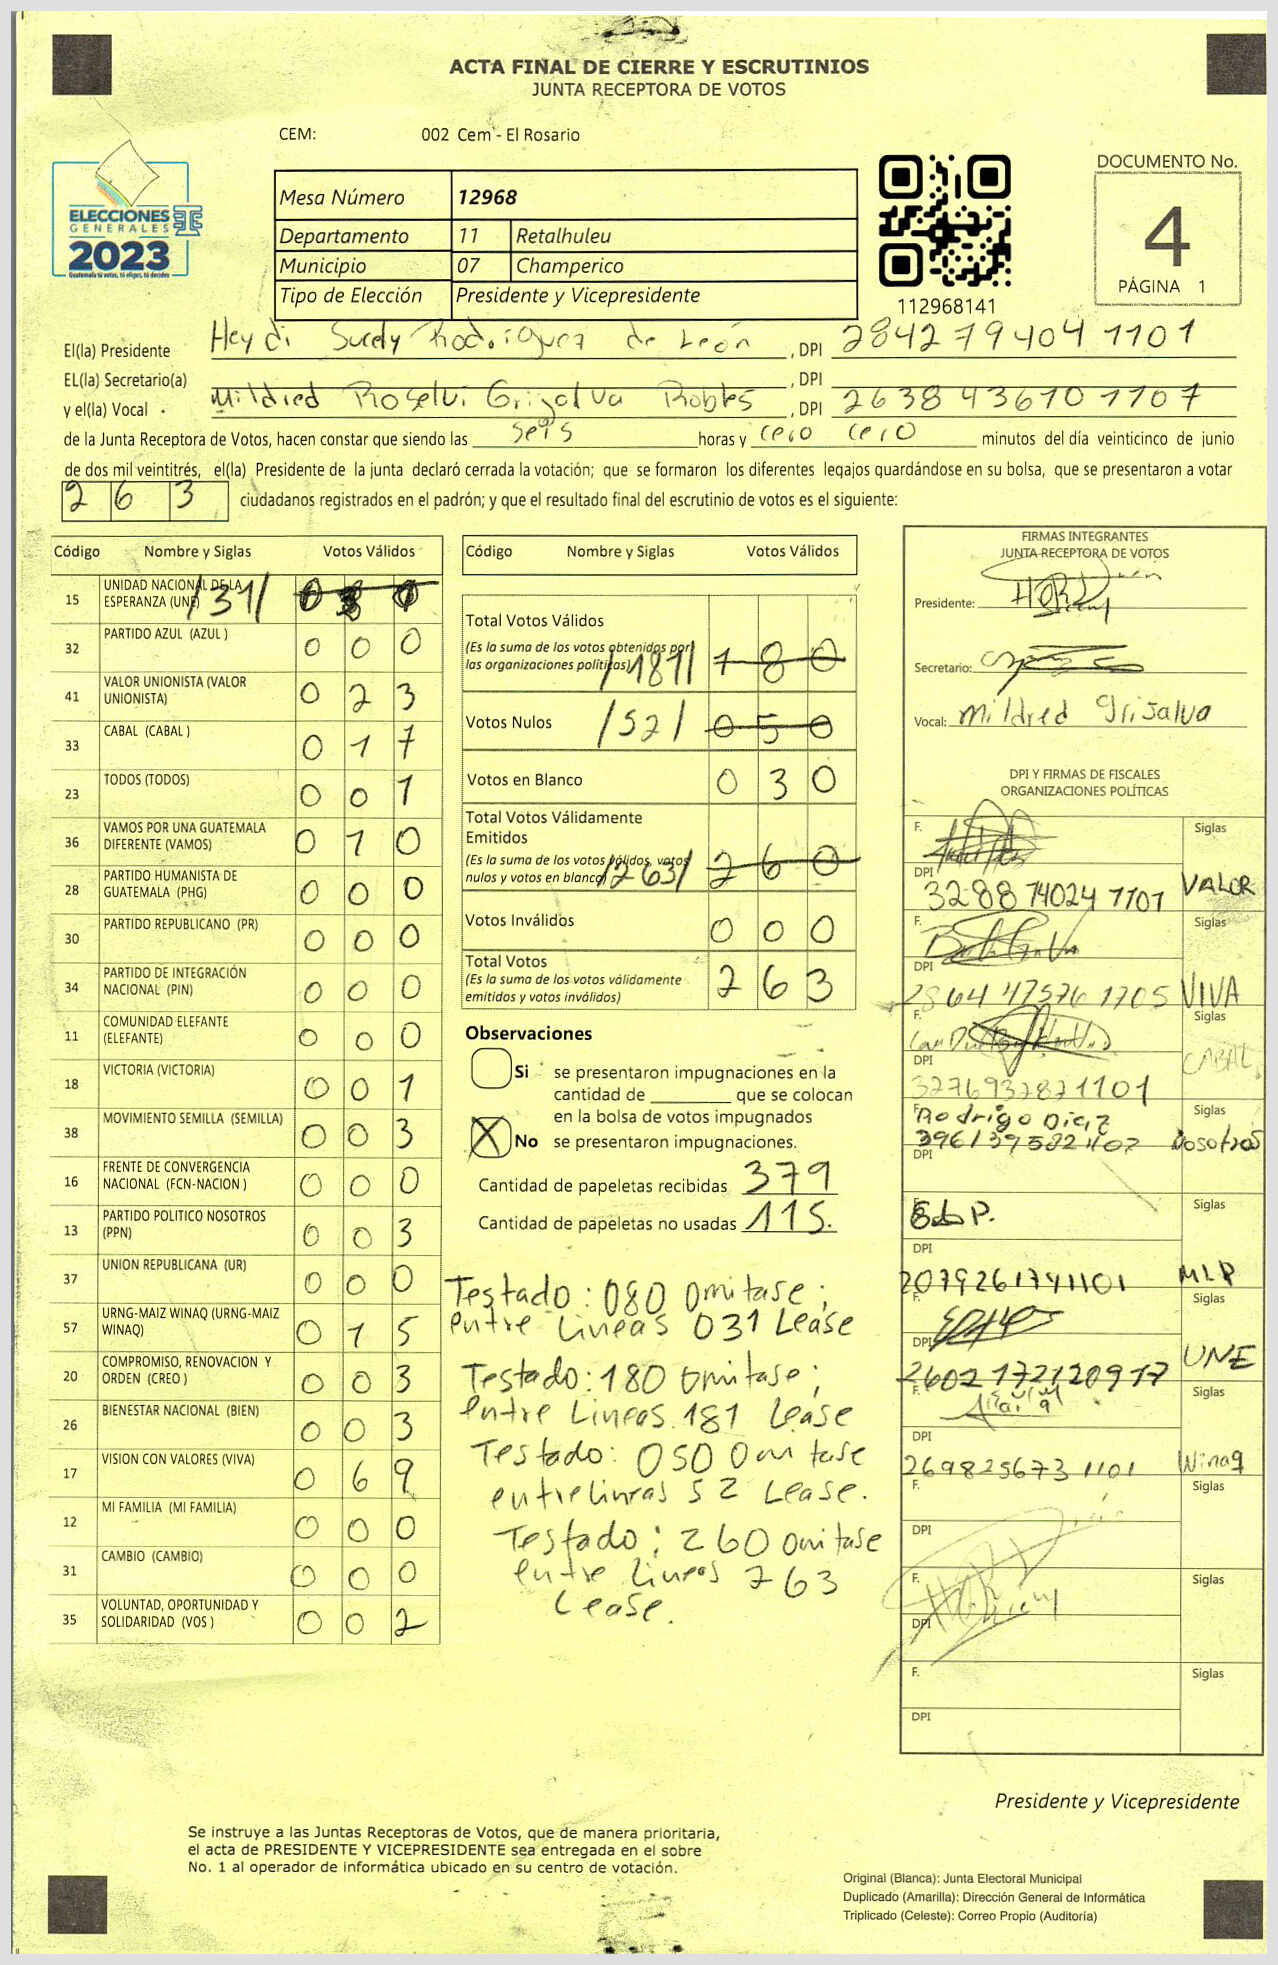 ACTA FINAL DE CIERRE Y ESCRUTINIOS
JUNTA RECEPTORA DE VOTOS
CEM: 002 Cem - El Rosario
ELECCIONES
GENERALES
2023
Guatemala tú votas, tú eliges, tú decides
Mesa Número 12968
Departamento 11 Retalhuleu
Municipio 07 Champerico
Tipo de Elección Presidente y Vicepresidente
112968141
DOCUMENTO No.
4
PÁGINA 1
El(la) Presidente Heydi Suedy Rodriguez de León, DPI 2842794041101
EL(la) Secretario(a) , DPI
y el(la) Vocal Mildred Roselvi Grijalva Robles, DPI 2638436701107
de la Junta Receptora de Votos, hacen constar que siendo las seis horas y cero cero minutos del día veinticinco de junio
de dos mil veintitrés, el(la) Presidente de la junta declaró cerrada la votación; que se formaron los diferentes legajos guardándose en su bolsa, que se presentaron a votar
263 ciudadanos registrados en el padrón; y que el resultado final del escrutinio de votos es el siguiente:
Código Nombre y Siglas Votos Válidos
15 UNIDAD NACIONAL DE LA ESPERANZA (UNE) /31/
32 PARTIDO AZUL (AZUL ) 0 0 0
41 VALOR UNIONISTA (VALOR UNIONISTA) 0 2 3
33 CABAL (CABAL ) 0 1 7
23 TODOS (TODOS) 0 0 1
36 VAMOS POR UNA GUATEMALA DIFERENTE (VAMOS) 0 1 0
28 PARTIDO HUMANISTA DE GUATEMALA (PHG) 0 0 0
30 PARTIDO REPUBLICANO (PR) 0 0 0
34 PARTIDO DE INTEGRACIÓN NACIONAL (PIN) 0 0 0
11 COMUNIDAD ELEFANTE (ELEFANTE) 0 0 0
18 VICTORIA (VICTORIA) 0 0 1
38 MOVIMIENTO SEMILLA (SEMILLA) 0 0 3
16 FRENTE DE CONVERGENCIA NACIONAL (FCN-NACION ) 0 0 0
13 PARTIDO POLITICO NOSOTROS (PPN) 0 0 3
37 UNION REPUBLICANA (UR) 0 0 0
57 URNG-MAIZ WINAQ (URNG-MAIZ WINAQ) 0 1 5
20 COMPROMISO, RENOVACION Y ORDEN (CREO ) 0 0 3
26 BIENESTAR NACIONAL (BIEN) 0 0 3
17 VISION CON VALORES (VIVA) 0 6 9
12 MI FAMILIA (MI FAMILIA) 0 0 0
31 CAMBIO (CAMBIO) 0 0 0
35 VOLUNTAD, OPORTUNIDAD Y SOLIDARIDAD (VOS ) 0 0 2
Código Nombre y Siglas Votos Válidos
Total Votos Válidos
(Es la suma de los votos obtenidos por
las organizaciones políticas) /181/ 1 8 0
Votos Nulos /52/ 0 5 0
Votos en Blanco 0 3 0
Total Votos Válidamente
Emitidos
(Es la suma de los votos válidos, votos
nulos y votos en blanco) /263/ 2 6 0
Votos Inválidos 0 0 0
Total Votos
(Es la suma de los votos válidamente
emitidos y votos inválidos) 2 6 3
Observaciones
Si se presentaron impugnaciones en la
cantidad de ________ que se colocan
en la bolsa de votos impugnados
X No se presentaron impugnaciones.
Cantidad de papeletas recibidas 379
Cantidad de papeletas no usadas 115.
Testado: 080 Omitase;
entre Lineas 031 Lease
Testado: 180 omitase;
entre Lineas 181 Lease
Testado: 050 Omitase
entrelineas 52 Lease.
Testado: 260 omitase
entre lineas 263
Lease.
FIRMAS INTEGRANTES
JUNTA RECEPTORA DE VOTOS
Presidente:
Secretario:
Vocal: Mildred Grijalva
DPI Y FIRMAS DE FISCALES
ORGANIZACIONES POLÍTICAS
F. Siglas
DPI 3288740247101 VALOR
F. Siglas
DPI
2864475761705 VIVA
F. Siglas
DPI CABAL
3276932821101
F. Rodrigo Diaz Siglas
3961395821107 Nosotros
DPI
F. Siglas
DPI
2079261741101 MLP
F. Siglas
DPI
2602172120917 UNE
F. Siglas
DPI
2698256731101 Winaq
F. Siglas
DPI
F. Siglas
DPI
F. Siglas
DPI
Presidente y Vicepresidente
Se instruye a las Juntas Receptoras de Votos, que de manera prioritaria,
el acta de PRESIDENTE Y VICEPRESIDENTE sea entregada en el sobre
No. 1 al operador de informática ubicado en su centro de votación.
Original (Blanca): Junta Electoral Municipal
Duplicado (Amarilla): Dirección General de Informática
Triplicado (Celeste): Correo Propio (Auditoría)